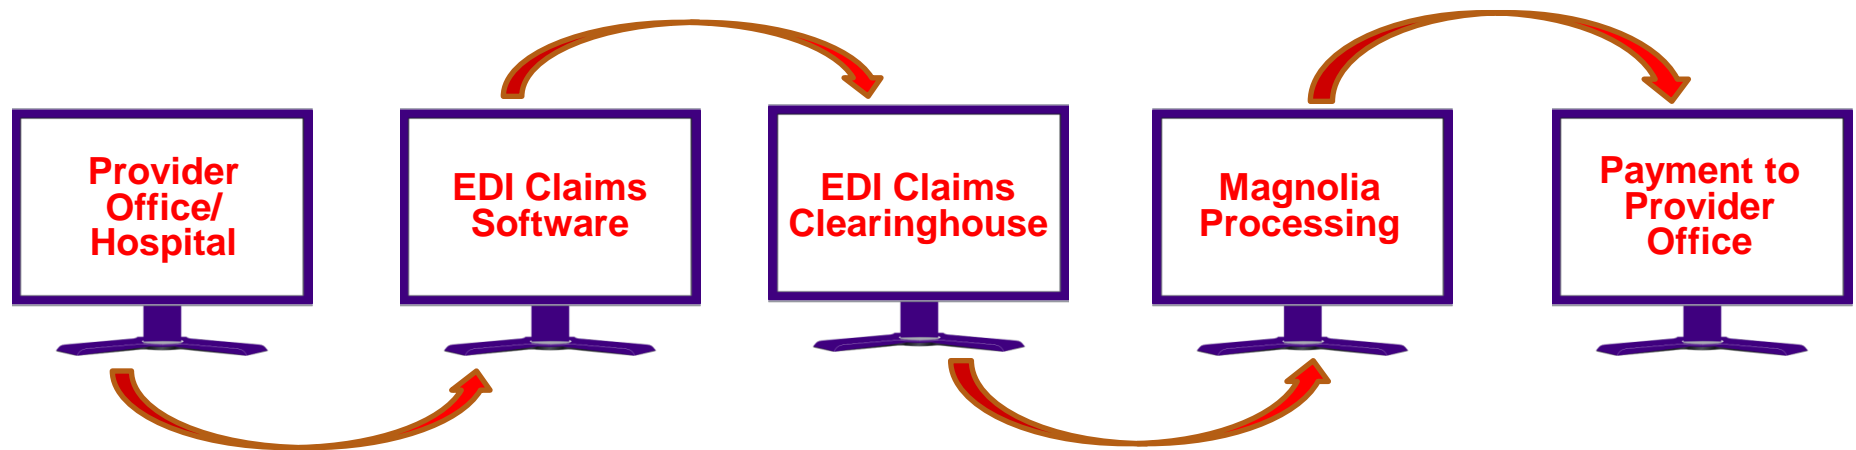 Provider
Office/
Hospital
EDI Claims
Software
EDI Claims
Clearinghouse
Magnolia
Processing
Payment to
Provider
Office